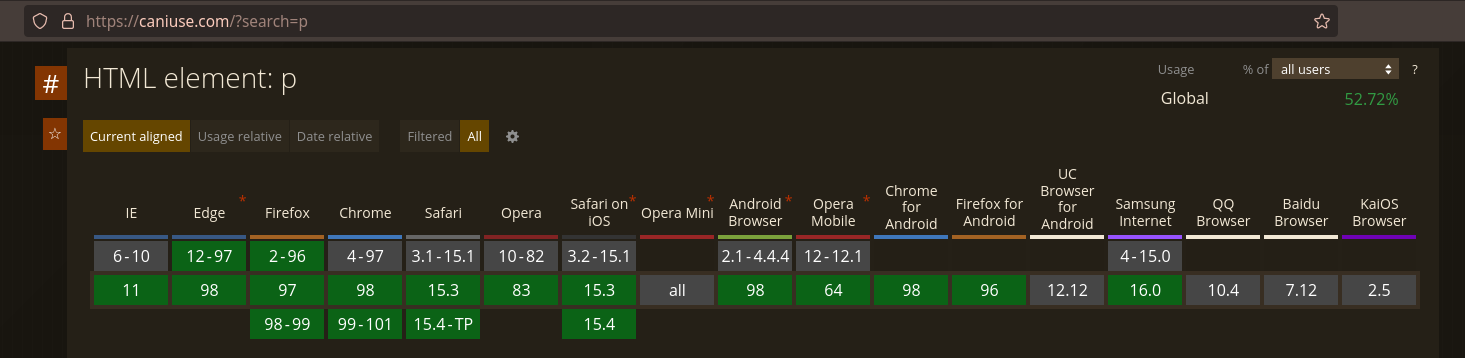 https://caniuse.com/?search=p
# HTML element: p
Usage % of all users ?
Global 52.72%
Current aligned Usage relative Date relative Filtered All
IE Edge * Firefox Chrome Safari Opera Safari on iOS * Opera Mini * Android Browser * Opera Mobile * Chrome for Android Firefox for Android UC Browser for Android Samsung Internet QQ Browser Baidu Browser KaiOS Browser
6-10 12-97 2-96 4-97 3.1-15.1 10-82 3.2-15.1 2.1-4.4.4 12-12.1 4-15.0
11 98 97 98 15.3 83 15.3 all 98 64 98 96 12.12 16.0 10.4 7.12 2.5
98-99 99-101 15.4-TP 15.4